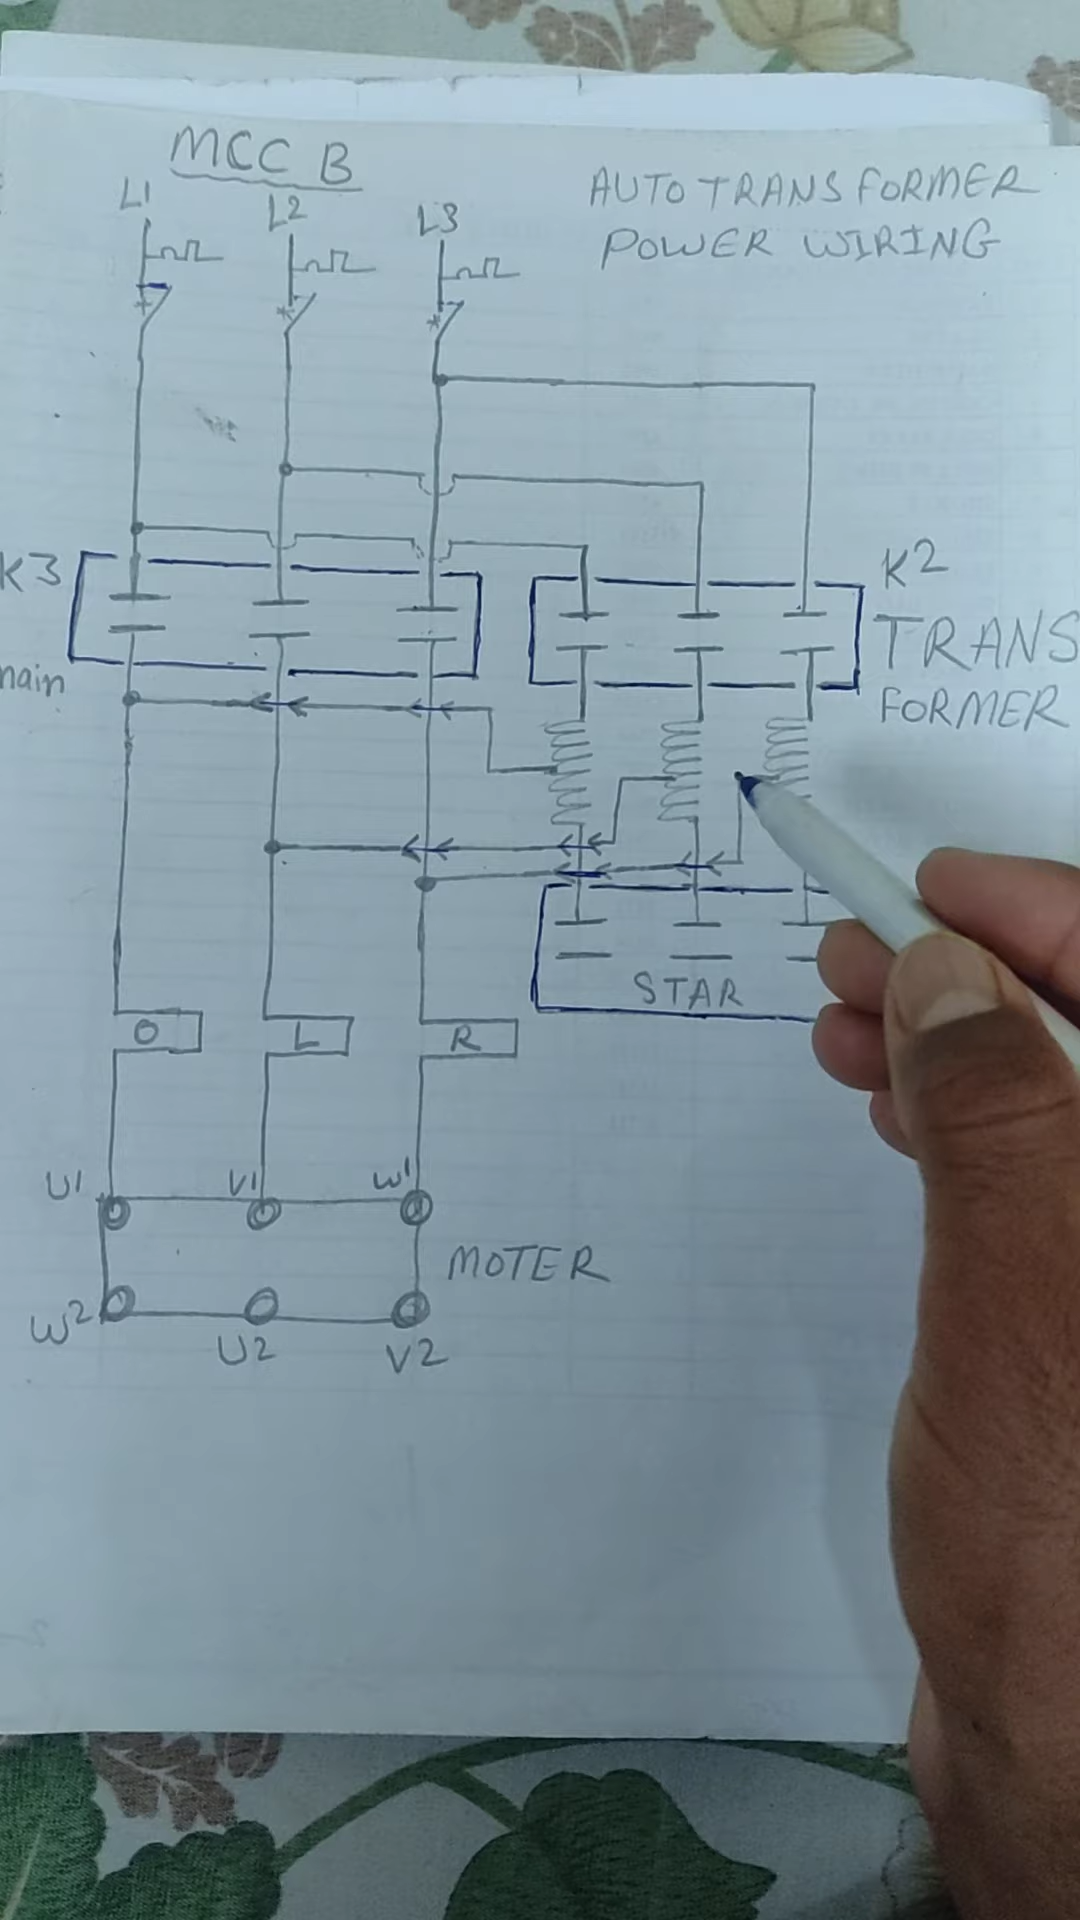 MCC B
L1 L2 L3
AUTO TRANSFORMER
POWER WIRING
K3
K2
TRANS
FORMER
main
STAR
O L R
U1 V1 W1
MOTER
W2 U2 V2